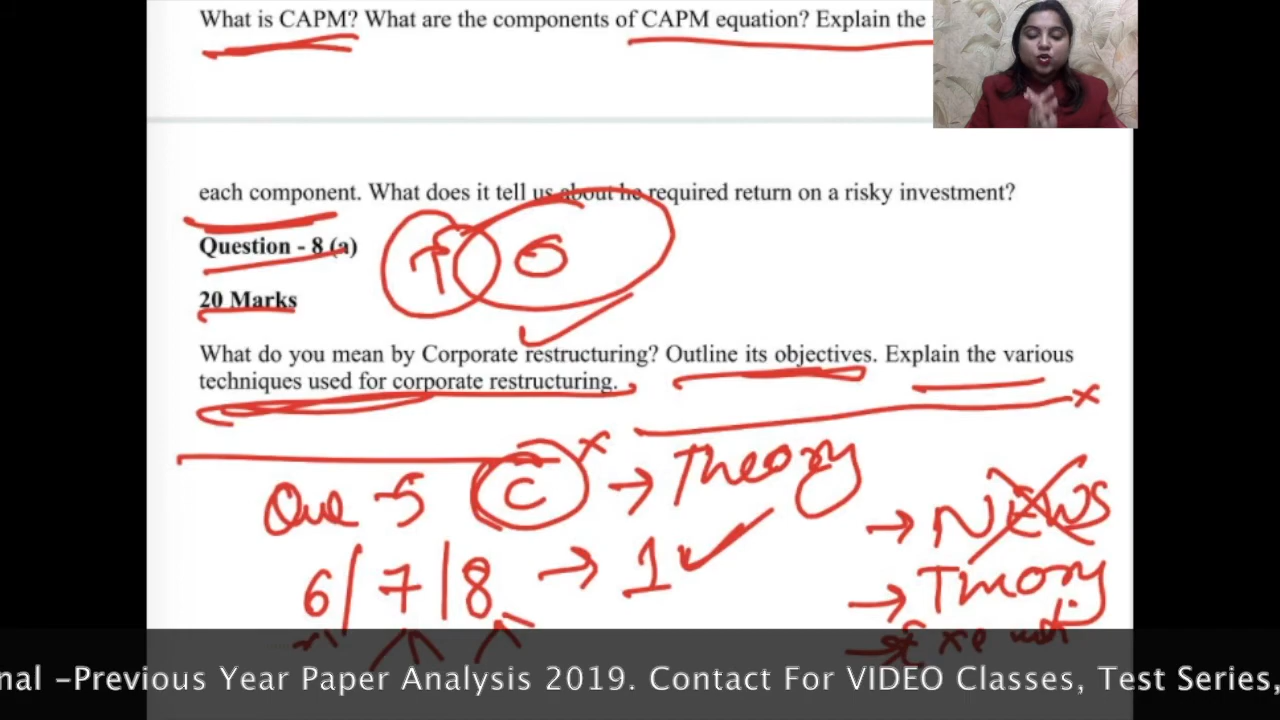 What is CAPM? What are the components of CAPM equation? Explain the
each component. What does it tell us about he required return on a risky investment?
Question - 8 (a)
T O
20 Marks
What do you mean by Corporate restructuring? Outline its objectives. Explain the various
techniques used for corporate restructuring.
Que - 5 C x → Theory
→ NEWS
6 / 7 / 8 → 1
→ Theory
nal –Previous Year Paper Analysis 2019. Contact For VIDEO Classes, Test Series,